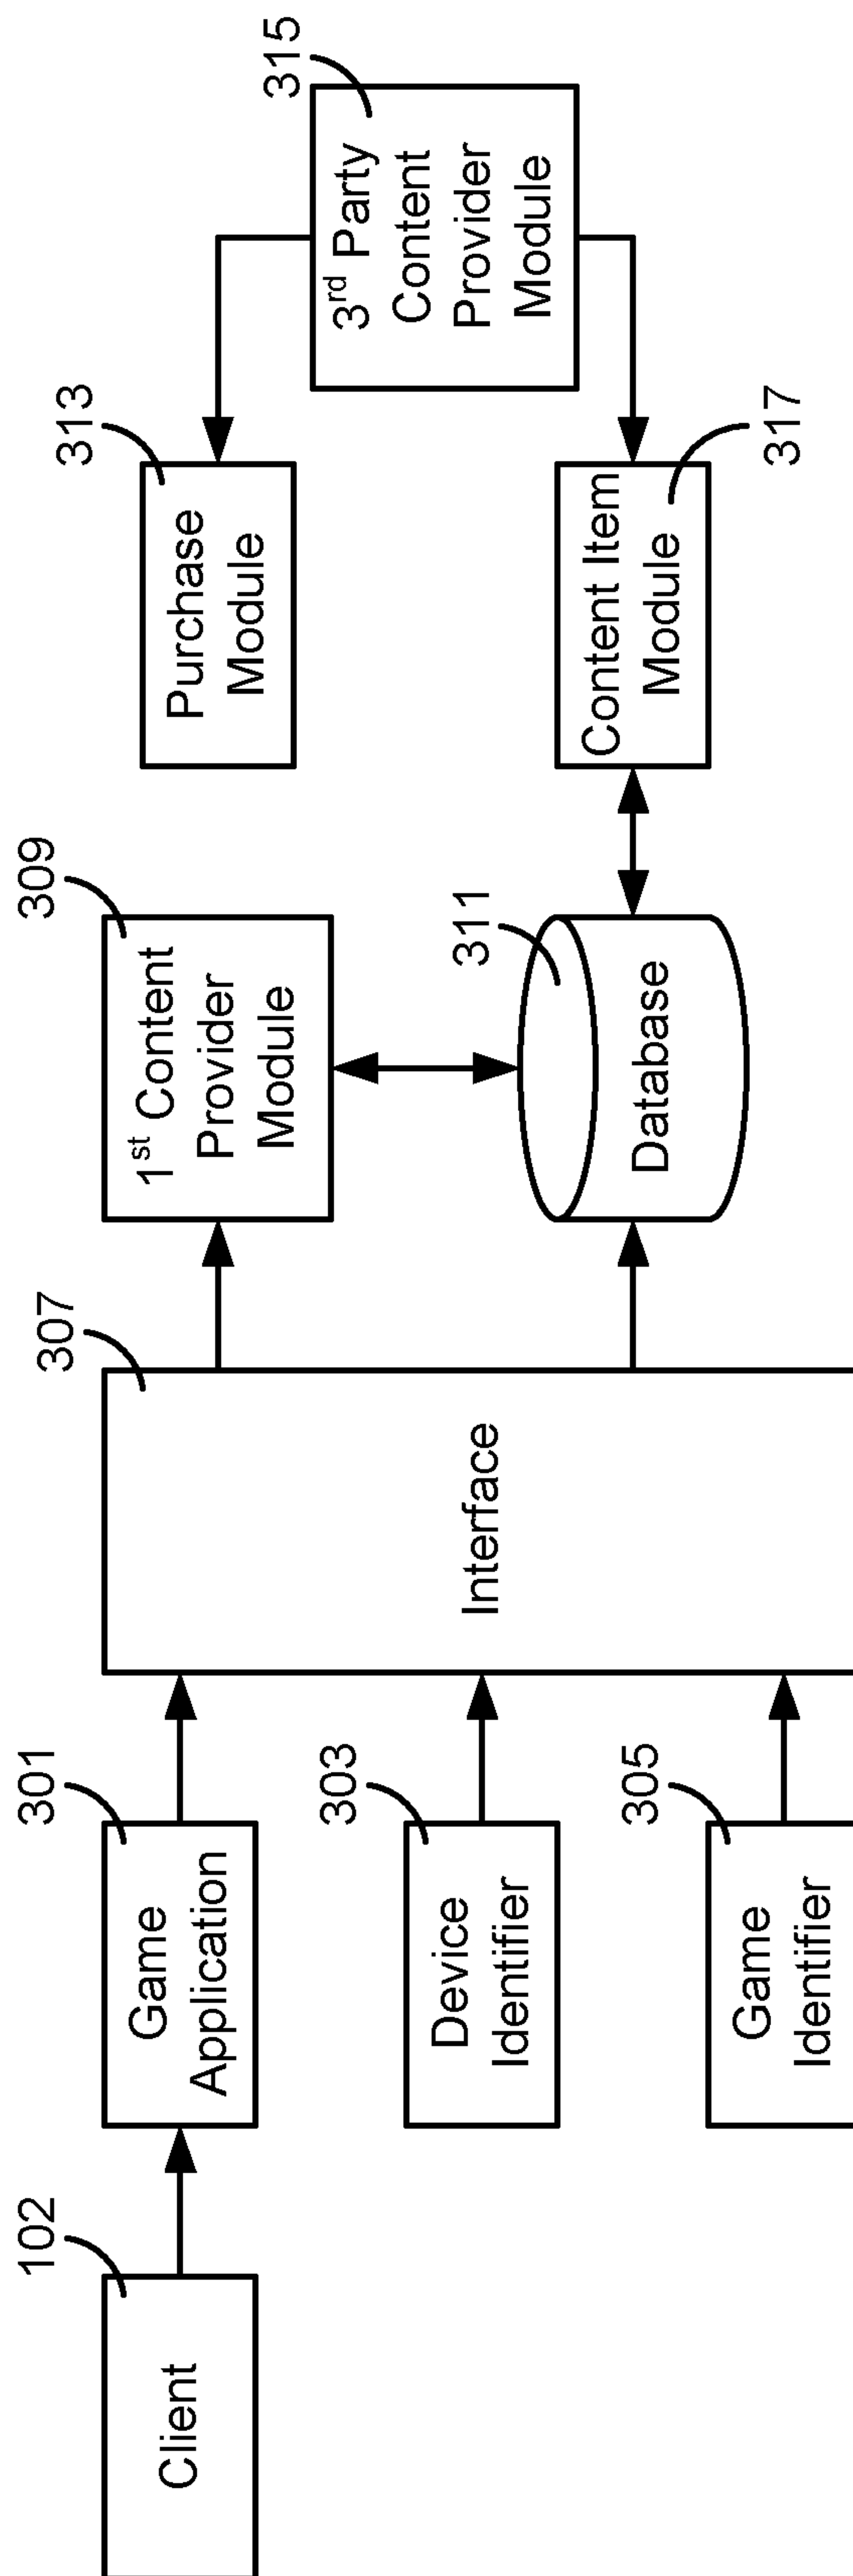 102
Client
301
Game
Application
303
Device
Identifier
305
Game
Identifier
307
Interface
309
1st Content
Provider
Module
311
Database
313
Purchase
Module
315
3rd Party
Content
Provider
Module
317
Content Item
Module